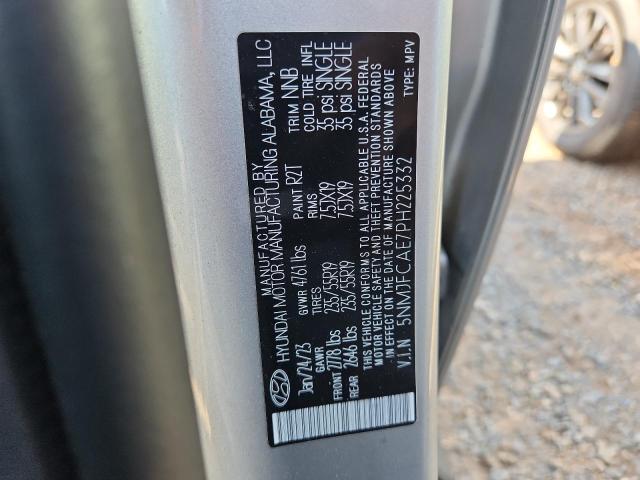 MANUFACTURED BY
HYUNDAI MOTOR MANUFACTURING ALABAMA, LLC
Jan/24/23 GVWR 4761lbs PAINT R2T TRIM NNB
GAWR TIRES RIMS COLD TIRE INFL
FRONT 2778 lbs 235/55R19 7.5JX19 35 psi SINGLE
REAR 2646 lbs 235/55R19 7.5JX19 35 psi SINGLE
THIS VEHICLE CONFORMS TO ALL APPLICABLE U.S.A. FEDERAL
MOTOR VEHICLE SAFETY AND THEFT PREVENTION STANDARDS
IN EFFECT ON THE DATE OF MANUFACTURE SHOWN ABOVE
V.I.N 5NMJFCAE7PH225332
TYPE: MPV